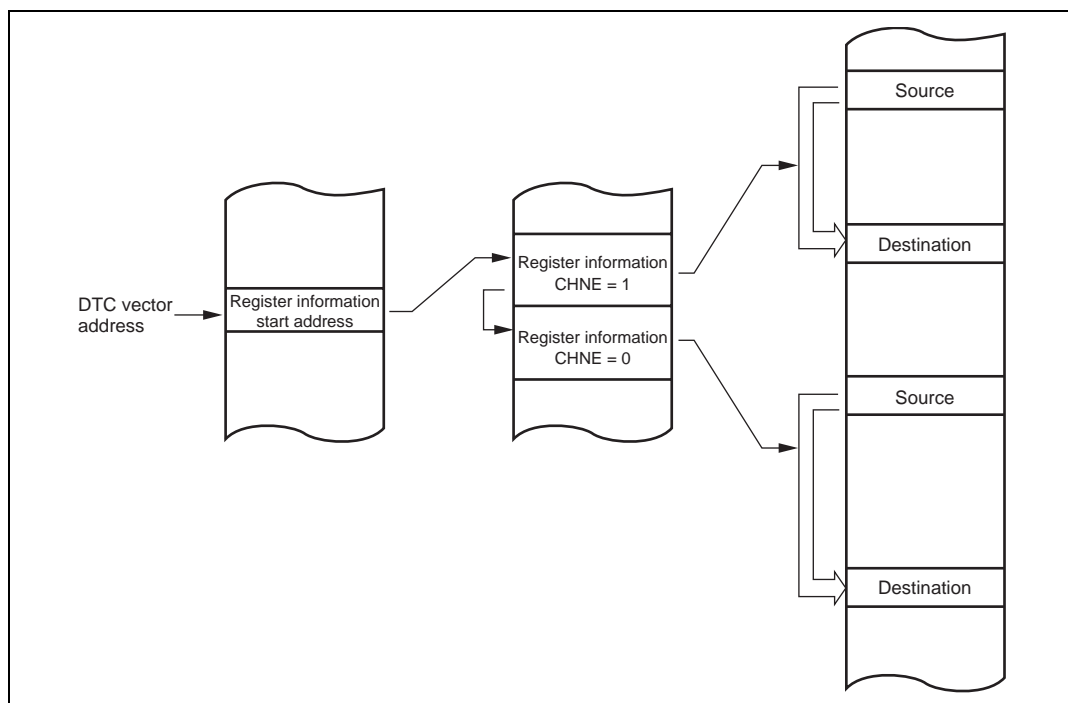 DTC vector
address
Register information
start address
Register information
CHNE = 1
Register information
CHNE = 0
Source
Destination
Source
Destination